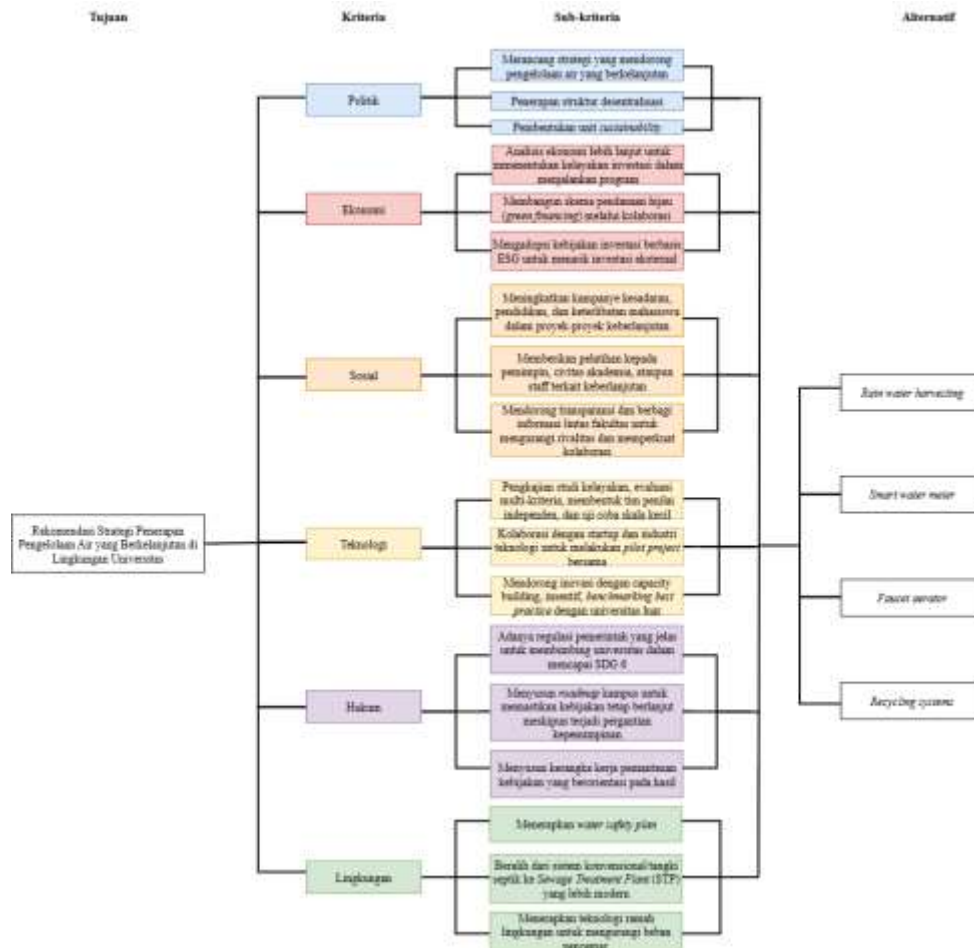 Tujuan
Kriteria
Sub-kriteria
Alternatif
Rekomendasi Strategi Penerapan
Pengelolaan Air yang Berkelanjutan di
Lingkungan Universitas
Politik
Merancang strategi yang mendorong
pengelolaan air yang berkelanjutan
Penerapan struktur desentralisasi
Pembentukan unit sustainability
Ekonomi
Analisis ekonomi lebih lanjut untuk
menentukan kelayakan investasi dalam
menjalankan program
Membangun skema pendanaan hijau
(green financing) melalui kolaborasi
Mengadopsi kebijakan investasi berbasis
ESG untuk menarik investasi eksternal
Sosial
Meningkatkan kampanye kesadaran,
pendidikan, dan keterlibatan mahasiswa
dalam proyek-proyek keberlanjutan
Memberikan pelatihan kepada
pemimpin, civitas akademia, ataupun
staff terkait keberlanjutan
Mendorong transparansi dan berbagi
informasi lintas fakultas untuk
mengurangi rivalitas dan memperkuat
kolaborasi
Teknologi
Pengkajian studi kelayakan, evaluasi
multi-kriteria, membentuk tim penilai
independen, dan uji coba skala kecil
Kolaborasi dengan startup dan industri
teknologi untuk melakukan pilot project
bersama
Mendorong inovasi dengan capacity
building, insentif, benchmarking best
practice dengan universitas luar
Hukum
Adanya regulasi pemerintah yang jelas
untuk membimbing universitas dalam
mencapai SDG 6
Menyusun roadmap kampus untuk
memastikan kebijakan tetap berlanjut
meskipun terjadi pergantian
kepemimpinan
Menyusun kerangka kerja pemantauan
kebijakan yang berorientasi pada hasil
Lingkungan
Menerapkan water safety plan
Beralih dari sistem konvensional/tangki
septik ke Sewage Treatment Plant (STP)
yang lebih modern
Menerapkan teknologi ramah
lingkungan untuk mengurangi beban
pencemar
Rain water harvesting
Smart water meter
Faucet aerator
Recycling systems